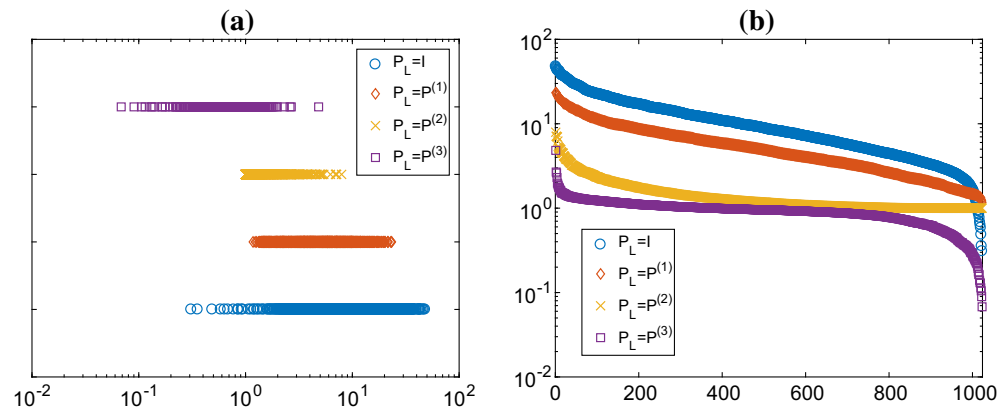 (a)
P_L=I
P_L=P^(1)
P_L=P^(2)
P_L=P^(3)
10^-2 10^-1 10^0 10^1 10^2
(b)
10^2
10^1
10^0
10^-1
10^-2
P_L=I
P_L=P^(1)
P_L=P^(2)
P_L=P^(3)
0 200 400 600 800 1000